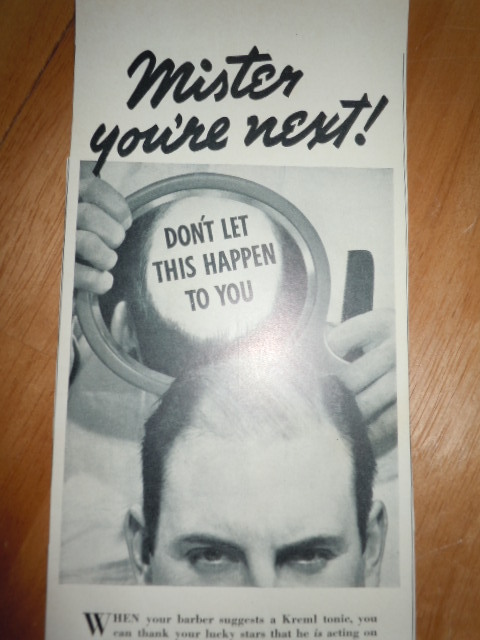 Mister
you're next!
DON'T LET
THIS HAPPEN
TO YOU
WHEN your barber suggests a Kreml tonic, you
can thank your lucky stars that he is acting on